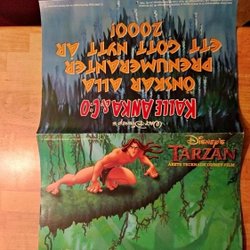 WALT DISNEY'S
KALLE ANKA & C:O
ÖNSKAR ALLA
PRENUMERANTER
ETT GOTT NYTT ÅR
2000!
DISNEY'S
TARZAN
ÅRETS TECKNADE DISNEY-FILM